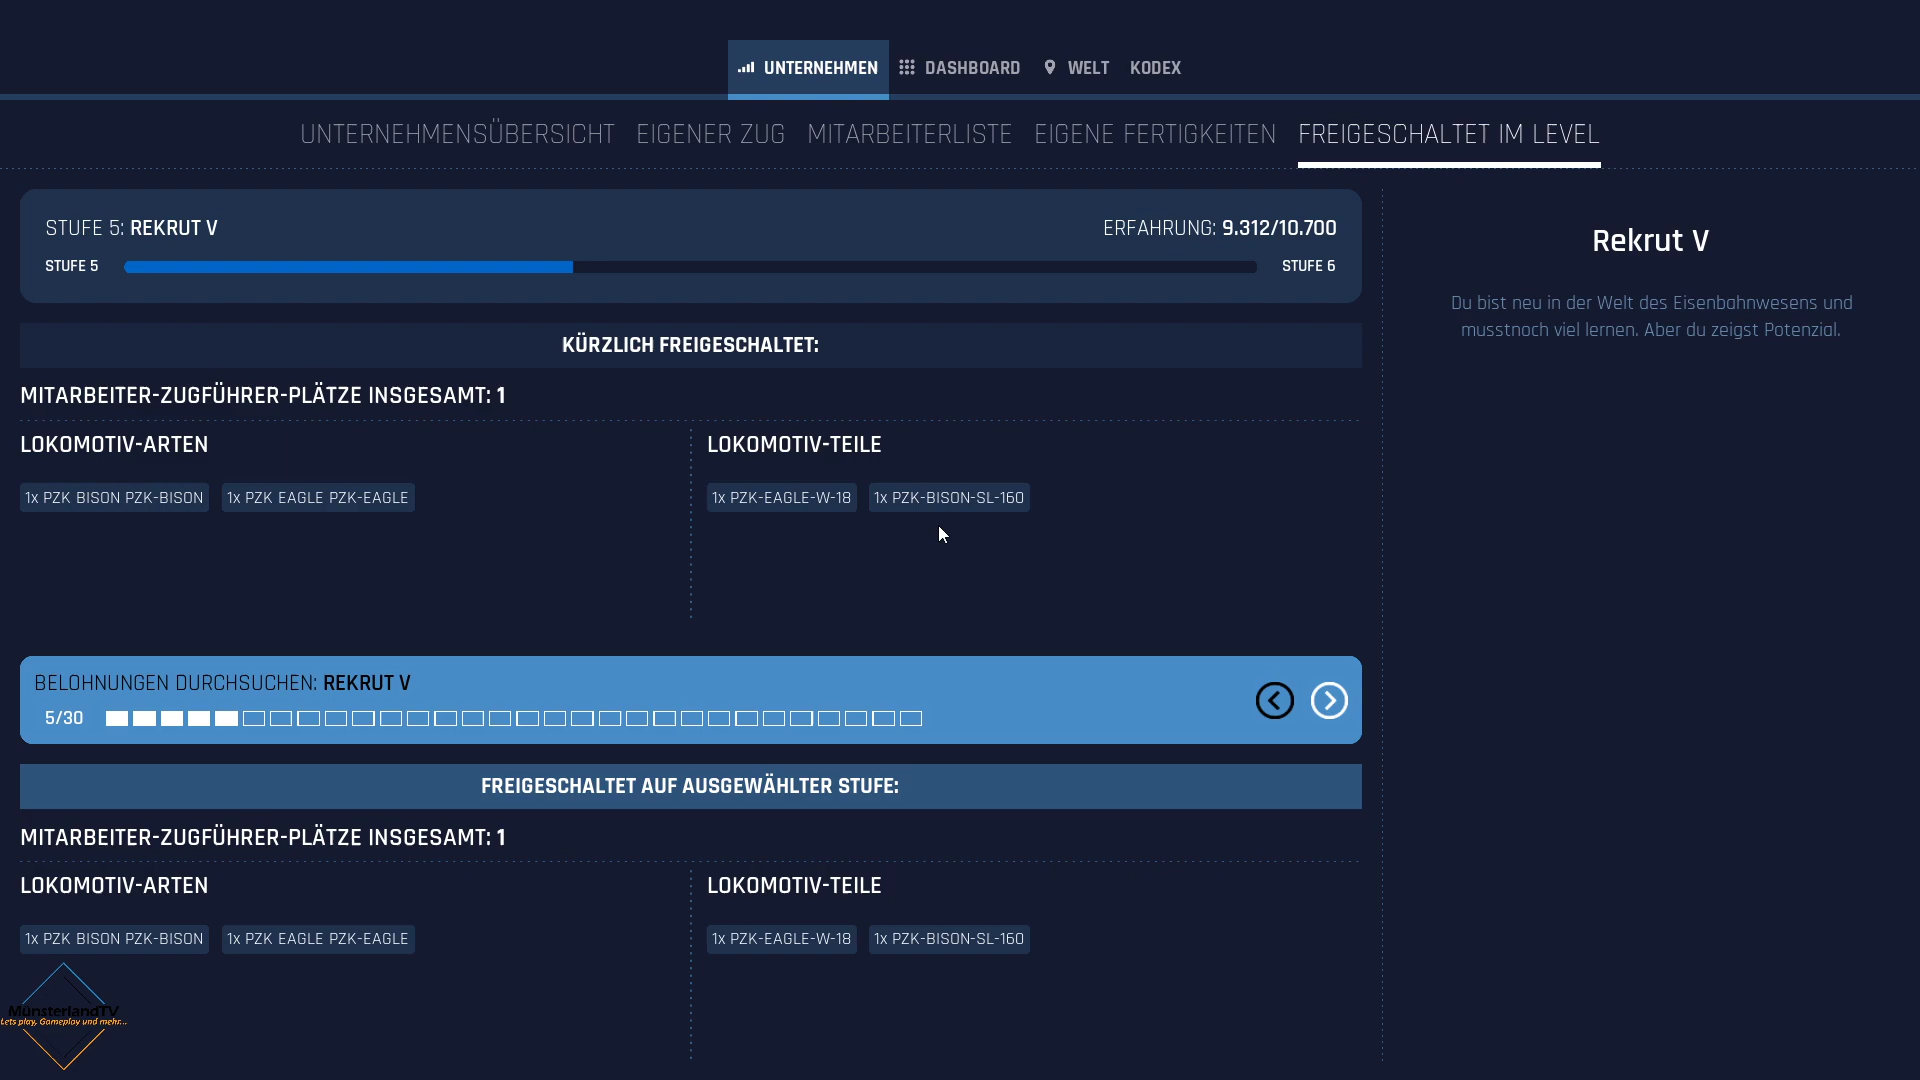 UNTERNEHMEN DASHBOARD WELT KODEX
UNTERNEHMENSÜBERSICHT EIGENER ZUG MITARBEITERLISTE EIGENE FERTIGKEITEN FREIGESCHALTET IM LEVEL
STUFE 5: REKRUT V ERFAHRUNG: 9.312/10.700
STUFE 5 STUFE 6
KÜRZLICH FREIGESCHALTET:
MITARBEITER-ZUGFÜHRER-PLÄTZE INSGESAMT: 1
LOKOMOTIV-ARTEN LOKOMOTIV-TEILE
1x PZK BISON PZK-BISON 1x PZK EAGLE PZK-EAGLE 1x PZK-EAGLE-W-18 1x PZK-BISON-SL-160
BELOHNUNGEN DURCHSUCHEN: REKRUT V
5/30
FREIGESCHALTET AUF AUSGEWÄHLTER STUFE:
MITARBEITER-ZUGFÜHRER-PLÄTZE INSGESAMT: 1
LOKOMOTIV-ARTEN LOKOMOTIV-TEILE
1x PZK BISON PZK-BISON 1x PZK EAGLE PZK-EAGLE 1x PZK-EAGLE-W-18 1x PZK-BISON-SL-160
Rekrut V
Du bist neu in der Welt des Eisenbahnwesens und
musstnoch viel lernen. Aber du zeigst Potenzial.
MünsterlandTV
Lets play, Gameplay und mehr...